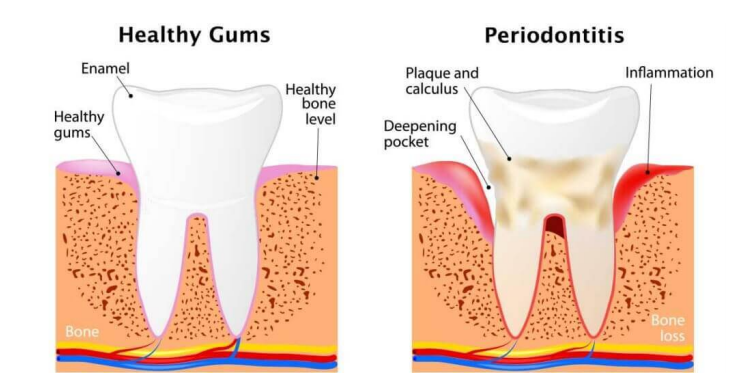 Healthy Gums
Enamel
Healthy
gums
Healthy
bone
level
Bone
Periodontitis
Plaque and
calculus
Inflammation
Deepening
pocket
Bone
loss